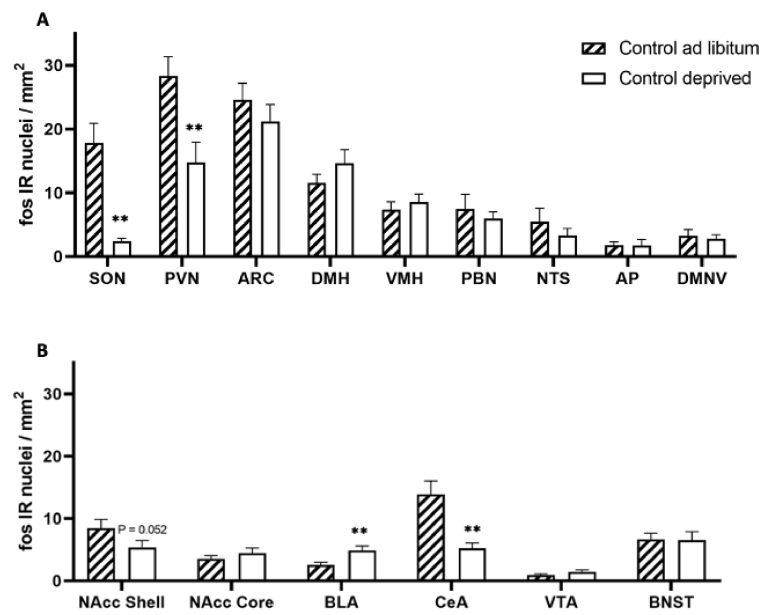 A
fos IR nuclei / mm²
30
20
10
0
Control ad libitum
Control deprived
**
**
SON PVN ARC DMH VMH PBN NTS AP DMNV
B
fos IR nuclei / mm²
30
20
10
0
P = 0.052
**
**
NAcc Shell NAcc Core BLA CeA VTA BNST